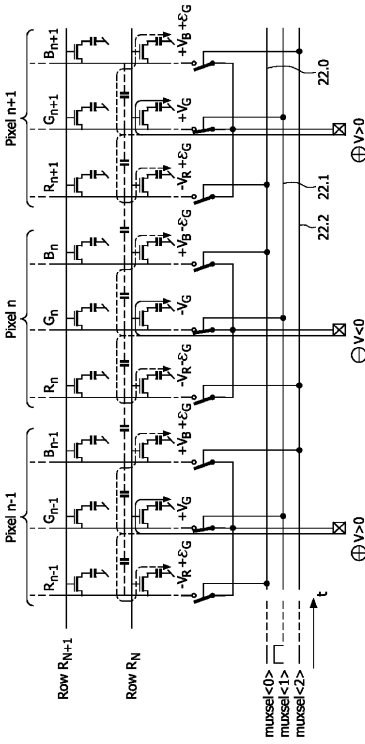 Pixel n-1 Pixel n Pixel n+1
Rn-1 Gn-1 Bn-1 Rn Gn Bn Rn+1 Gn+1 Bn+1
Row RN+1
Row RN
-VR+εG +VG +VB+εG -VR-εG -VG +VB-εG -VR+εG +VG +VB+εG
muxsel<0> 22.0
muxsel<1> 22.1
muxsel<2> 22.2
t
⊕V>0 ⊖V<0 ⊕V>0